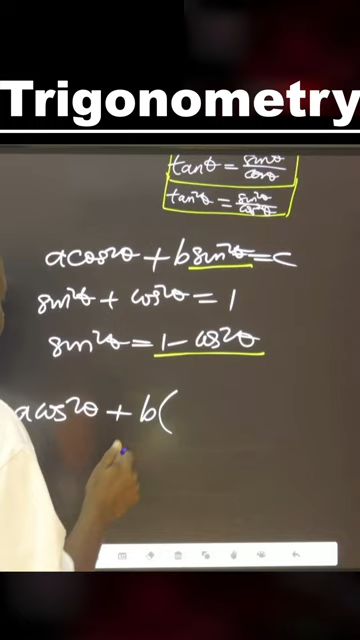 Trigonometry
tanθ = sinθ/cosθ
tan²θ = sin²θ/cos²θ
acos²θ + bsin²θ = c
sin²θ + cos²θ = 1
sin²θ = 1 - cos²θ
acos²θ + b(